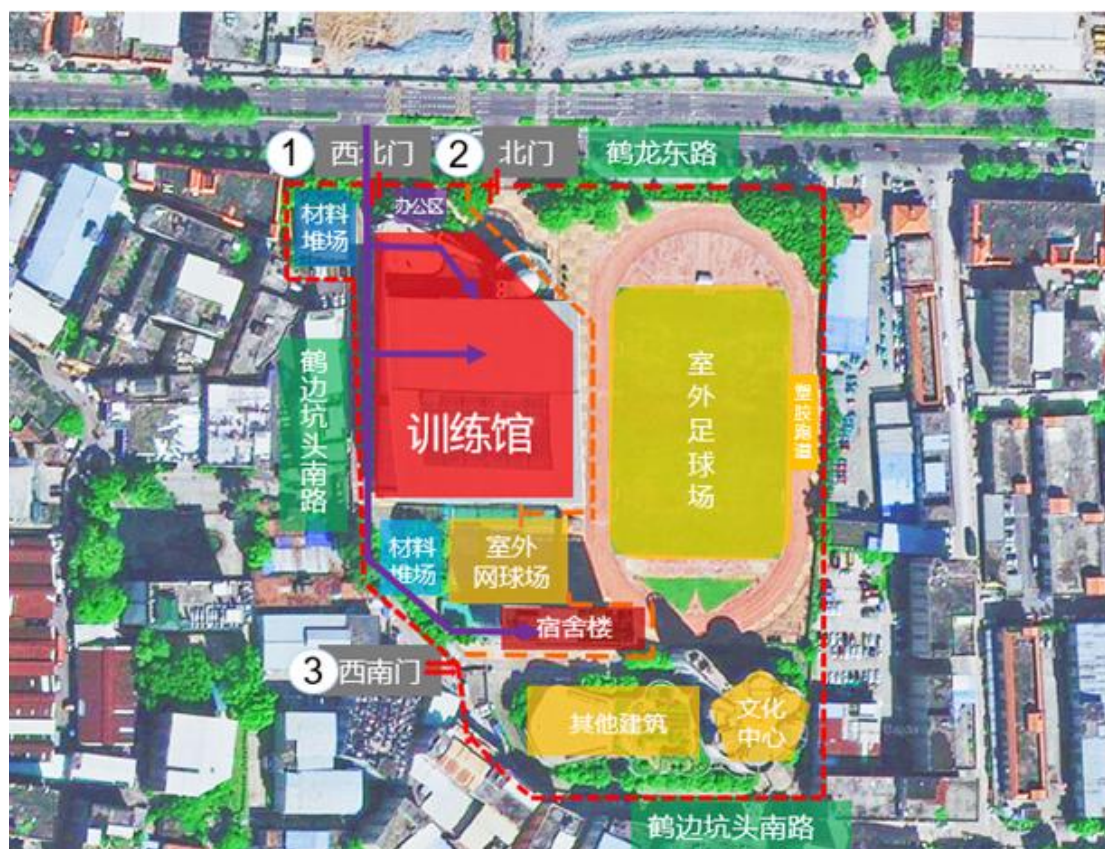 ① 西北门 ② 北门 鹤龙东路
材料
堆场
办公区
鹤边坑头南路
训练馆
室外足球场
塑胶跑道
材料
堆场
室外
网球场
宿舍楼
③ 西南门
其他建筑
文化
中心
鹤边坑头南路